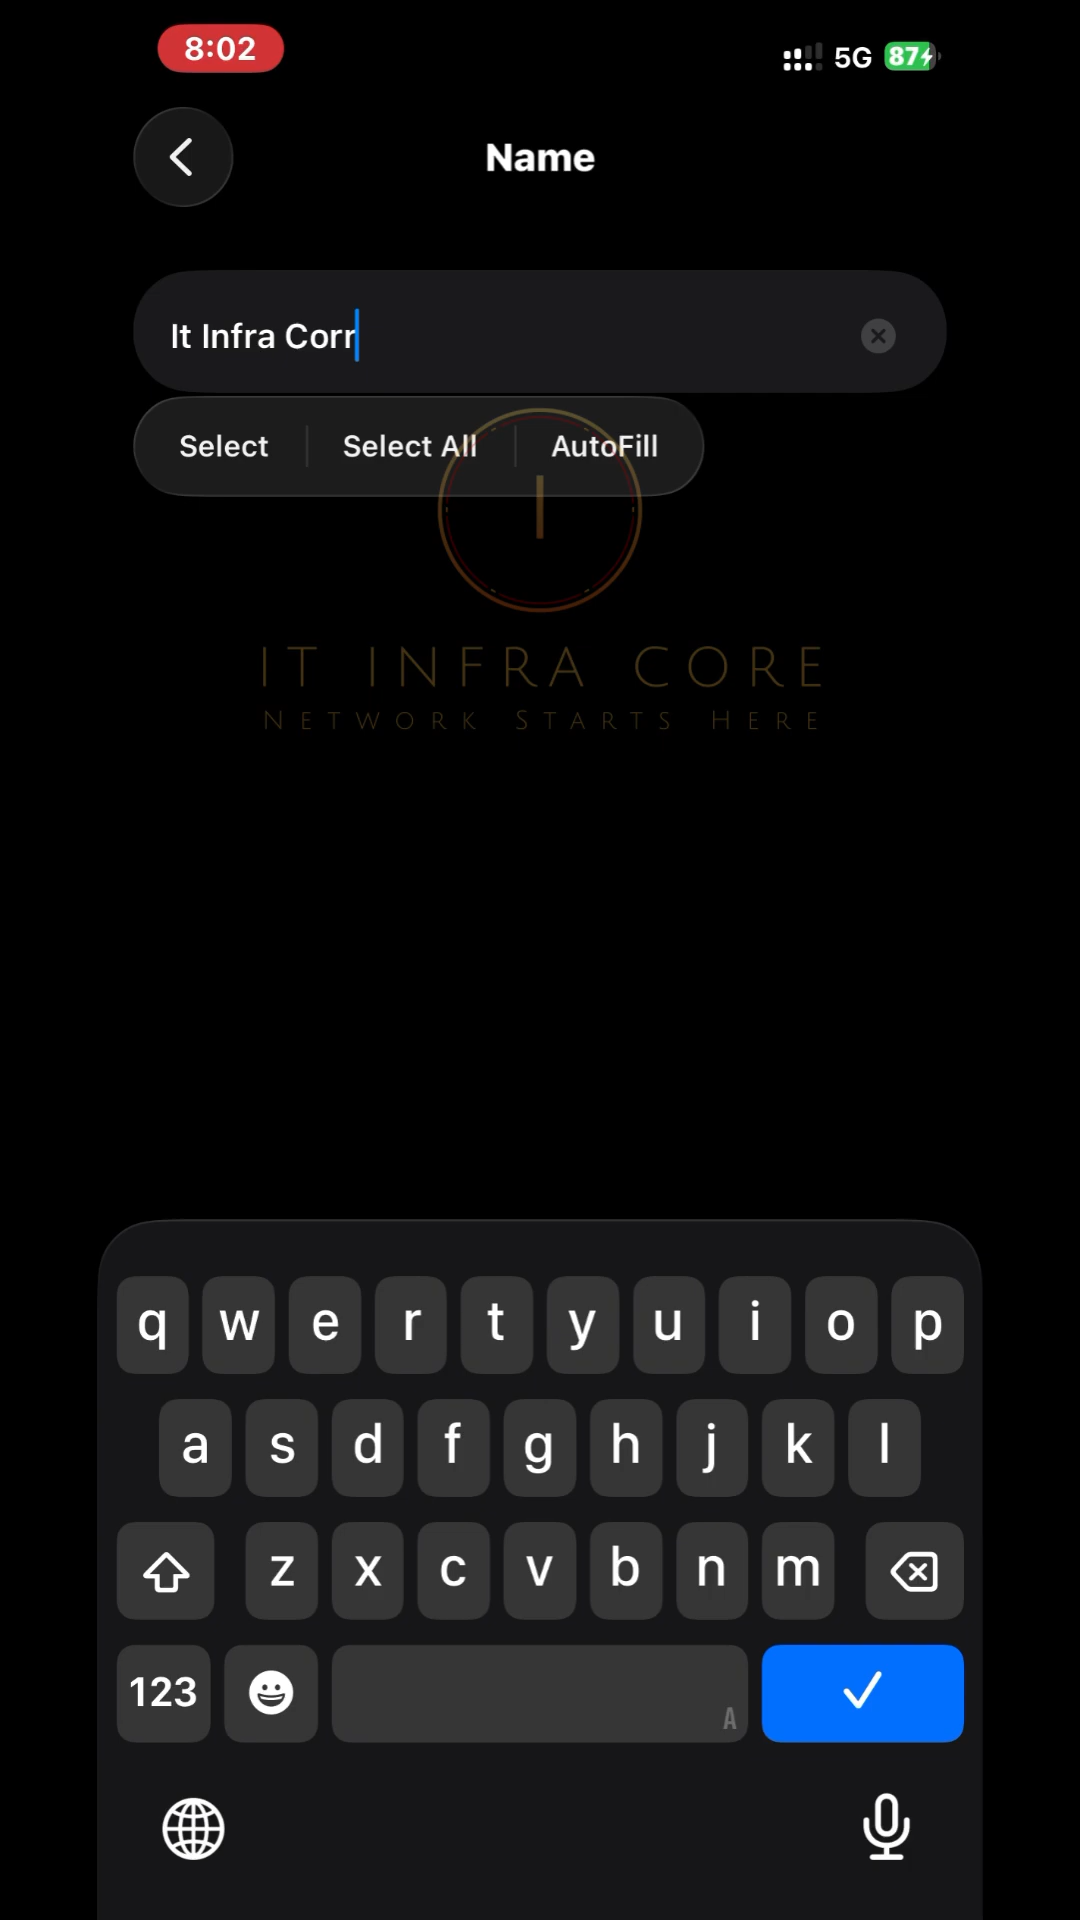 8:02
5G 87
Name
It Infra Corr
Select Select All AutoFill
I
IT INFRA CORE
NETWORK STARTS HERE
q w e r t y u i o p
a s d f g h j k l
z x c v b n m
123
A